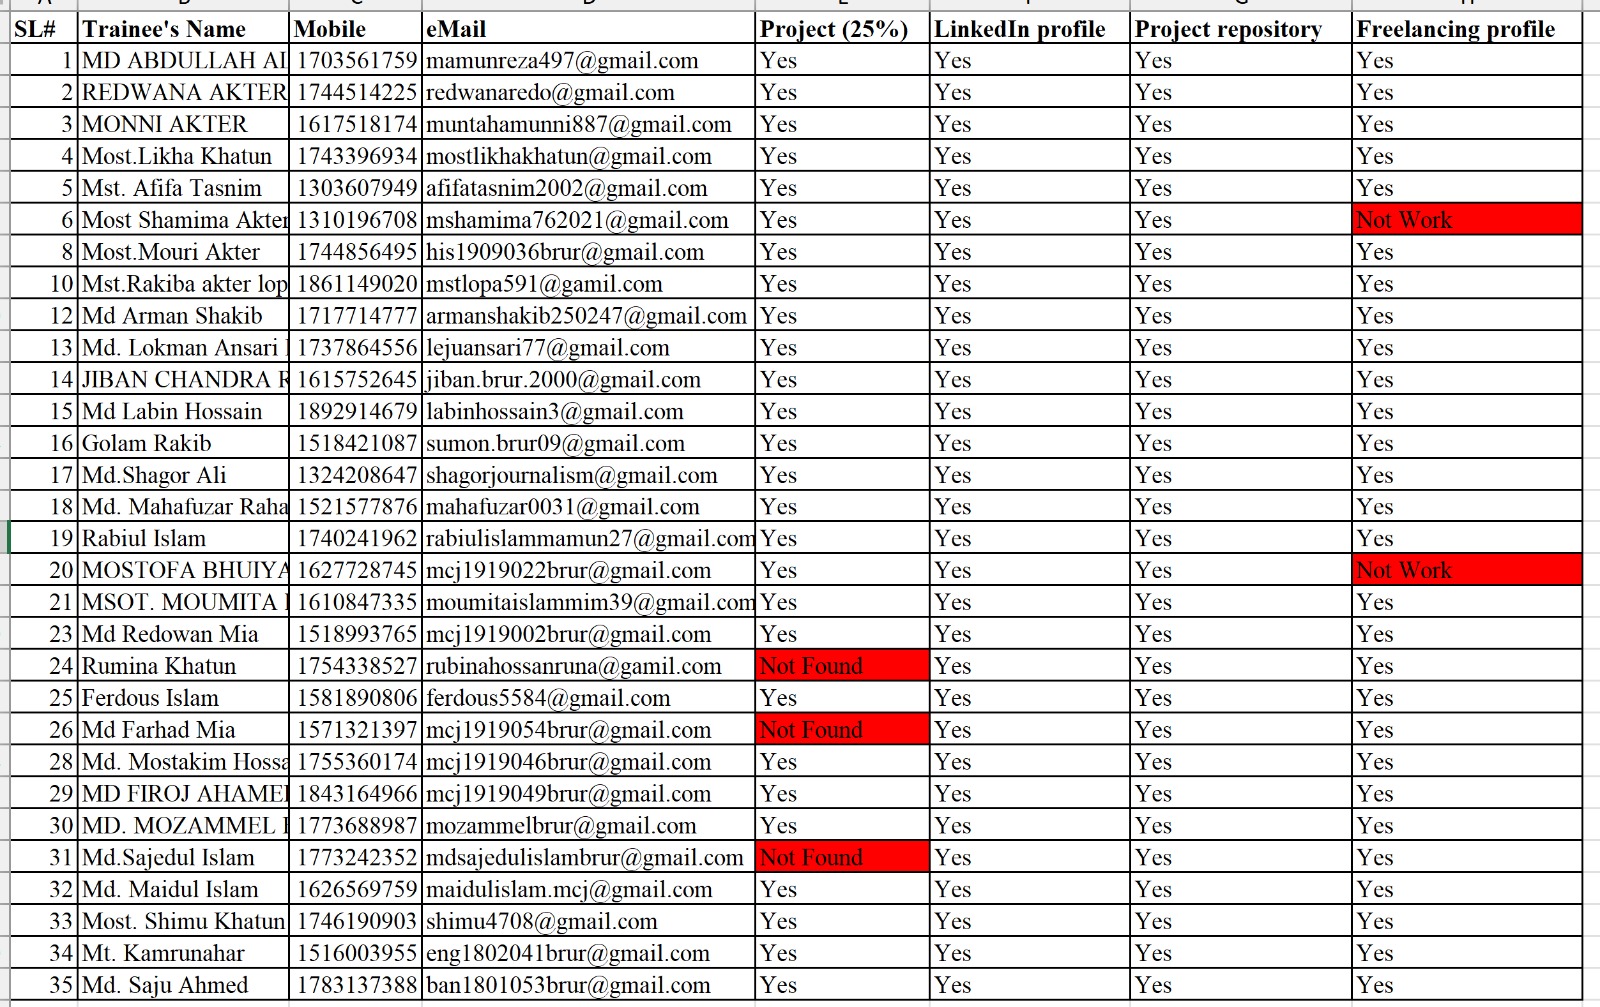 SL# Trainee's Name Mobile eMail Project (25%) LinkedIn profile Project repository Freelancing profile
1 MD ABDULLAH AL 1703561759 mamunreza497@gmail.com Yes Yes Yes Yes
2 REDWANA AKTER 1744514225 redwanaredo@gmail.com Yes Yes Yes Yes
3 MONNI AKTER 1617518174 muntahamunni887@gmail.com Yes Yes Yes Yes
4 Most.Likha Khatun 1743396934 mostlikhakhatun@gmail.com Yes Yes Yes Yes
5 Mst. Afifa Tasnim 1303607949 afifatasnim2002@gmail.com Yes Yes Yes Yes
6 Most Shamima Akter 1310196708 mshamima762021@gmail.com Yes Yes Yes Not Work
8 Most.Mouri Akter 1744856495 his1909036brur@gmail.com Yes Yes Yes Yes
10 Mst.Rakiba akter lop 1861149020 mstlopa591@gamil.com Yes Yes Yes Yes
12 Md Arman Shakib 1717714777 armanshakib250247@gmail.com Yes Yes Yes Yes
13 Md. Lokman Ansari 1737864556 lejuansari77@gmail.com Yes Yes Yes Yes
14 JIBAN CHANDRA R 1615752645 jiban.brur.2000@gmail.com Yes Yes Yes Yes
15 Md Labin Hossain 1892914679 labinhossain3@gmail.com Yes Yes Yes Yes
16 Golam Rakib 1518421087 sumon.brur09@gmail.com Yes Yes Yes Yes
17 Md.Shagor Ali 1324208647 shagorjournalism@gmail.com Yes Yes Yes Yes
18 Md. Mahafuzar Raha 1521577876 mahafuzar0031@gmail.com Yes Yes Yes Yes
19 Rabiul Islam 1740241962 rabiulislammamun27@gmail.com Yes Yes Yes Yes
20 MOSTOFA BHUIYA 1627728745 mcj1919022brur@gmail.com Yes Yes Yes Not Work
21 MSOT. MOUMITA 1610847335 moumitaislammim39@gmail.com Yes Yes Yes Yes
23 Md Redowan Mia 1518993765 mcj1919002brur@gmail.com Yes Yes Yes Yes
24 Rumina Khatun 1754338527 rubinahossanruna@gamil.com Not Found Yes Yes Yes
25 Ferdous Islam 1581890806 ferdous5584@gmail.com Yes Yes Yes Yes
26 Md Farhad Mia 1571321397 mcj1919054brur@gmail.com Not Found Yes Yes Yes
28 Md. Mostakim Hossa 1755360174 mcj1919046brur@gmail.com Yes Yes Yes Yes
29 MD FIROJ AHAME 1843164966 mcj1919049brur@gmail.com Yes Yes Yes Yes
30 MD. MOZAMMEL 1773688987 mozammelbrur@gmail.com Yes Yes Yes Yes
31 Md.Sajedul Islam 1773242352 mdsajedulislambrur@gmail.com Not Found Yes Yes Yes
32 Md. Maidul Islam 1626569759 maidulislam.mcj@gmail.com Yes Yes Yes Yes
33 Most. Shimu Khatun 1746190903 shimu4708@gmail.com Yes Yes Yes Yes
34 Mt. Kamrunahar 1516003955 eng1802041brur@gmail.com Yes Yes Yes Yes
35 Md. Saju Ahmed 1783137388 ban1801053brur@gmail.com Yes Yes Yes Yes